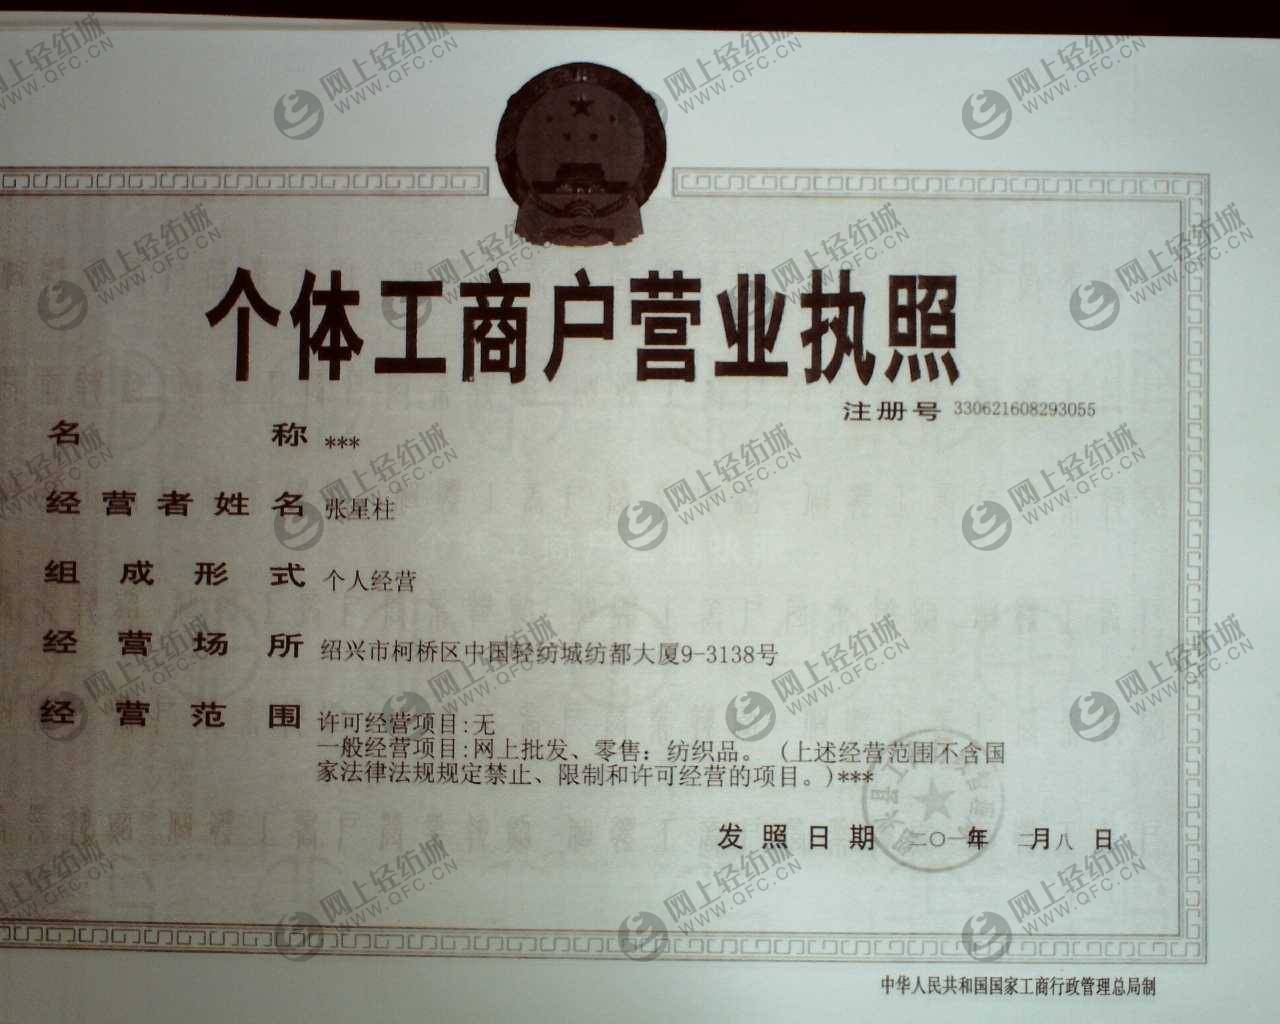 个体工商户营业执照
注册号 330621608293055
名称 ***
经营者姓名 张星柱
组成形式 个人经营
经营场所 绍兴市柯桥区中国轻纺城纺都大厦9-3138号
经营范围 许可经营项目:无
一般经营项目:网上批发、零售：纺织品。(上述经营范围不含国
家法律法规规定禁止、限制和许可经营的项目。)***
发照日期 二〇一年 二月八日
中华人民共和国国家工商行政管理总局制
网上轻纺城
WWW.QFC.CN